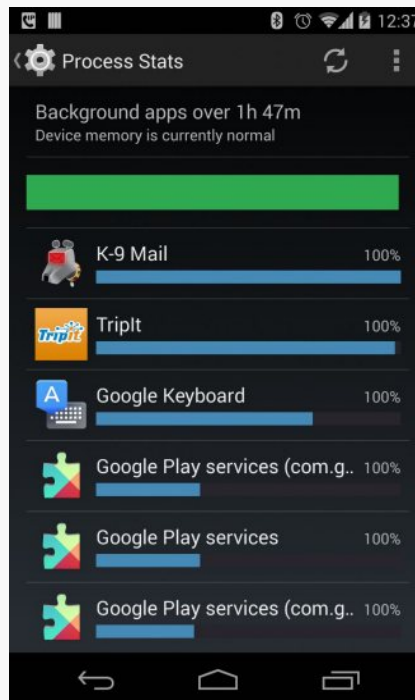 12:37
Process Stats
Background apps over 1h 47m
Device memory is currently normal
K-9 Mail 100%
TripIt
TripIt 100%
A
Google Keyboard 100%
Google Play services (com.g.. 100%
Google Play services 100%
Google Play services (com.g.. 100%